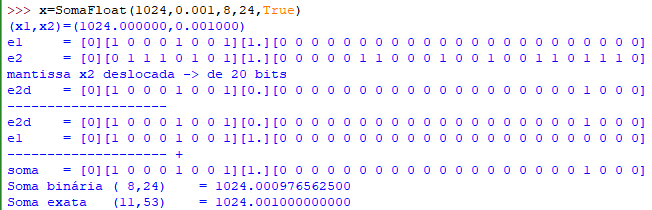 >>> x=SomaFloat(1024,0.001,8,24,True)
(x1,x2)=(1024.000000,0.001000)
e1    = [0][1 0 0 0 1 0 0 1][1.][0 0 0 0 0 0 0 0 0 0 0 0 0 0 0 0 0 0 0 0 0 0 0]
e2    = [0][0 1 1 1 0 1 0 1][1.][0 0 0 0 0 1 1 0 0 0 1 0 0 1 0 0 1 1 0 1 1 1 0]
mantissa x2 deslocada -> de 20 bits
e2d   = [0][1 0 0 0 1 0 0 1][0.][0 0 0 0 0 0 0 0 0 0 0 0 0 0 0 0 0 0 0 1 0 0 0]
--------------------
e2d   = [0][1 0 0 0 1 0 0 1][0.][0 0 0 0 0 0 0 0 0 0 0 0 0 0 0 0 0 0 0 1 0 0 0]
e1    = [0][1 0 0 0 1 0 0 1][1.][0 0 0 0 0 0 0 0 0 0 0 0 0 0 0 0 0 0 0 0 0 0 0]
-------------------- +
soma  = [0][1 0 0 0 1 0 0 1][1.][0 0 0 0 0 0 0 0 0 0 0 0 0 0 0 0 0 0 0 1 0 0 0]
Soma binária ( 8,24)    = 1024.000976562500
Soma exata   (11,53)    = 1024.001000000000